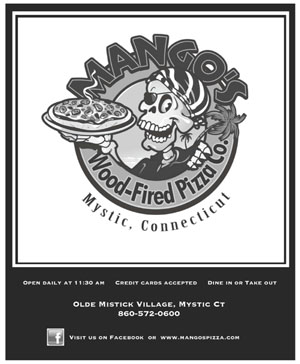 MANGO'S
Wood-Fired Pizza Co.
Mystic, Connecticut
OPEN DAILY AT 11:30 AM CREDIT CARDS ACCEPTED DINE IN OR TAKE OUT
OLDE MISTICK VILLAGE, MYSTIC CT
860-572-0600
f VISIT US ON FACEBOOK OR WWW.MANGOSPIZZA.COM